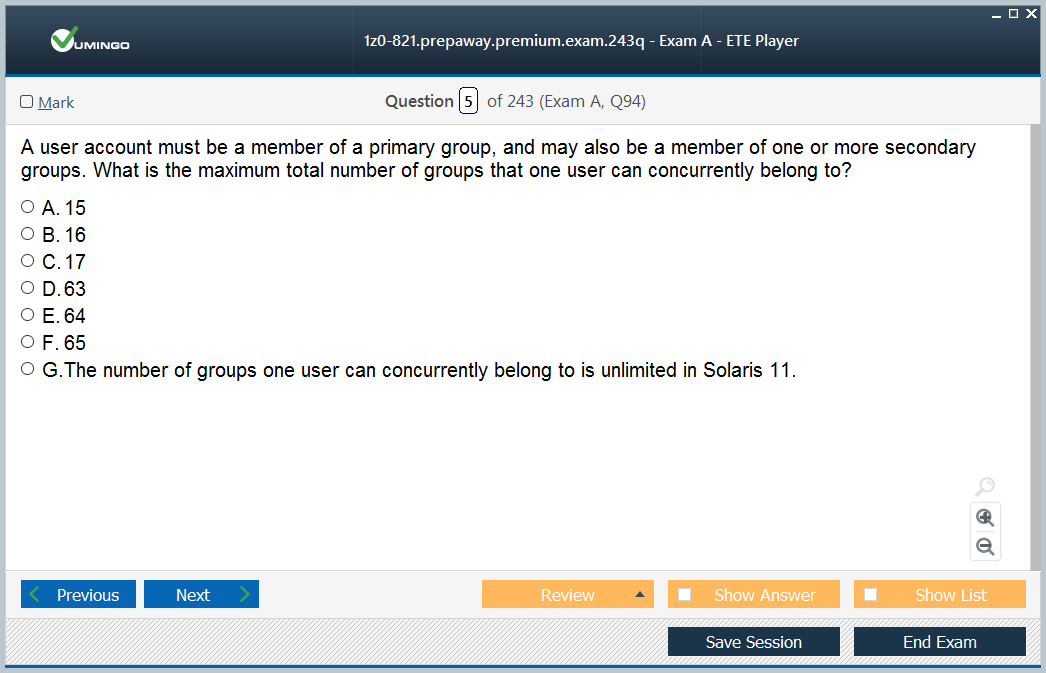 VUMINGO
1z0-821.prepaway.premium.exam.243q - Exam A - ETE Player
Mark
Question 5 of 243 (Exam A, Q94)
A user account must be a member of a primary group, and may also be a member of one or more secondary
groups. What is the maximum total number of groups that one user can concurrently belong to?
A. 15
B. 16
C. 17
D.63
E. 64
F. 65
G.The number of groups one user can concurrently belong to is unlimited in Solaris 11.
Previous
Next
Review
Show Answer
Show List
Save Session
End Exam